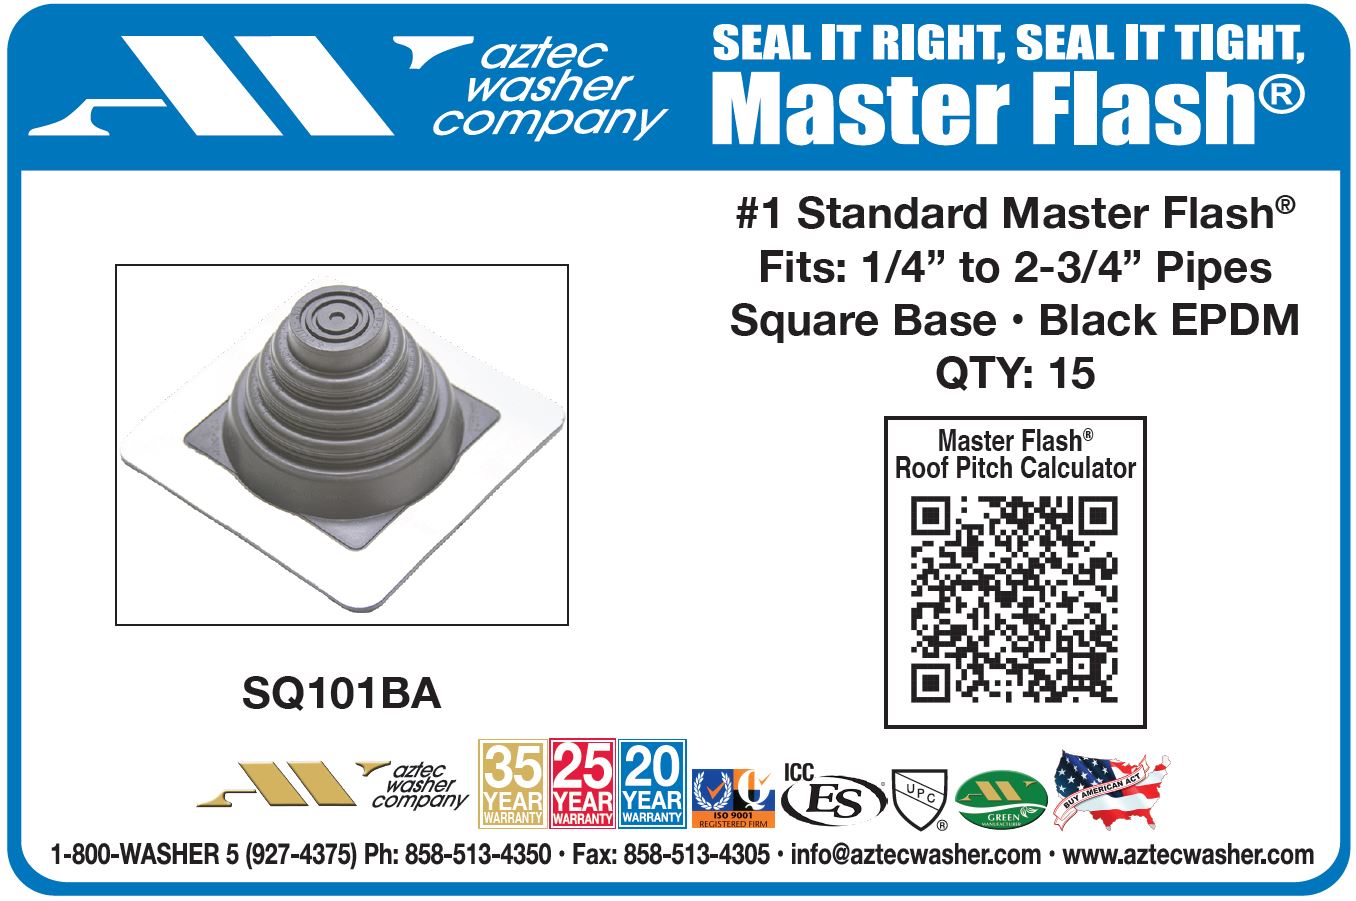 aztec
washer
company
SEAL IT RIGHT, SEAL IT TIGHT,
Master Flash®
#1 Standard Master Flash®
Fits: 1/4” to 2-3/4” Pipes
Square Base • Black EPDM
QTY: 15
Master Flash®
Roof Pitch Calculator
SQ101BA
aztec
washer
company
35
YEAR
WARRANTY
25
YEAR
WARRANTY
20
YEAR
WARRANTY
ISO 9001
REGISTERED FIRM
ICC
ES®
UPC®
GREEN
MANUFACTURER
BUY AMERICAN ACT
1-800-WASHER 5 (927-4375) Ph: 858-513-4350 • Fax: 858-513-4305 • info@aztecwasher.com • www.aztecwasher.com